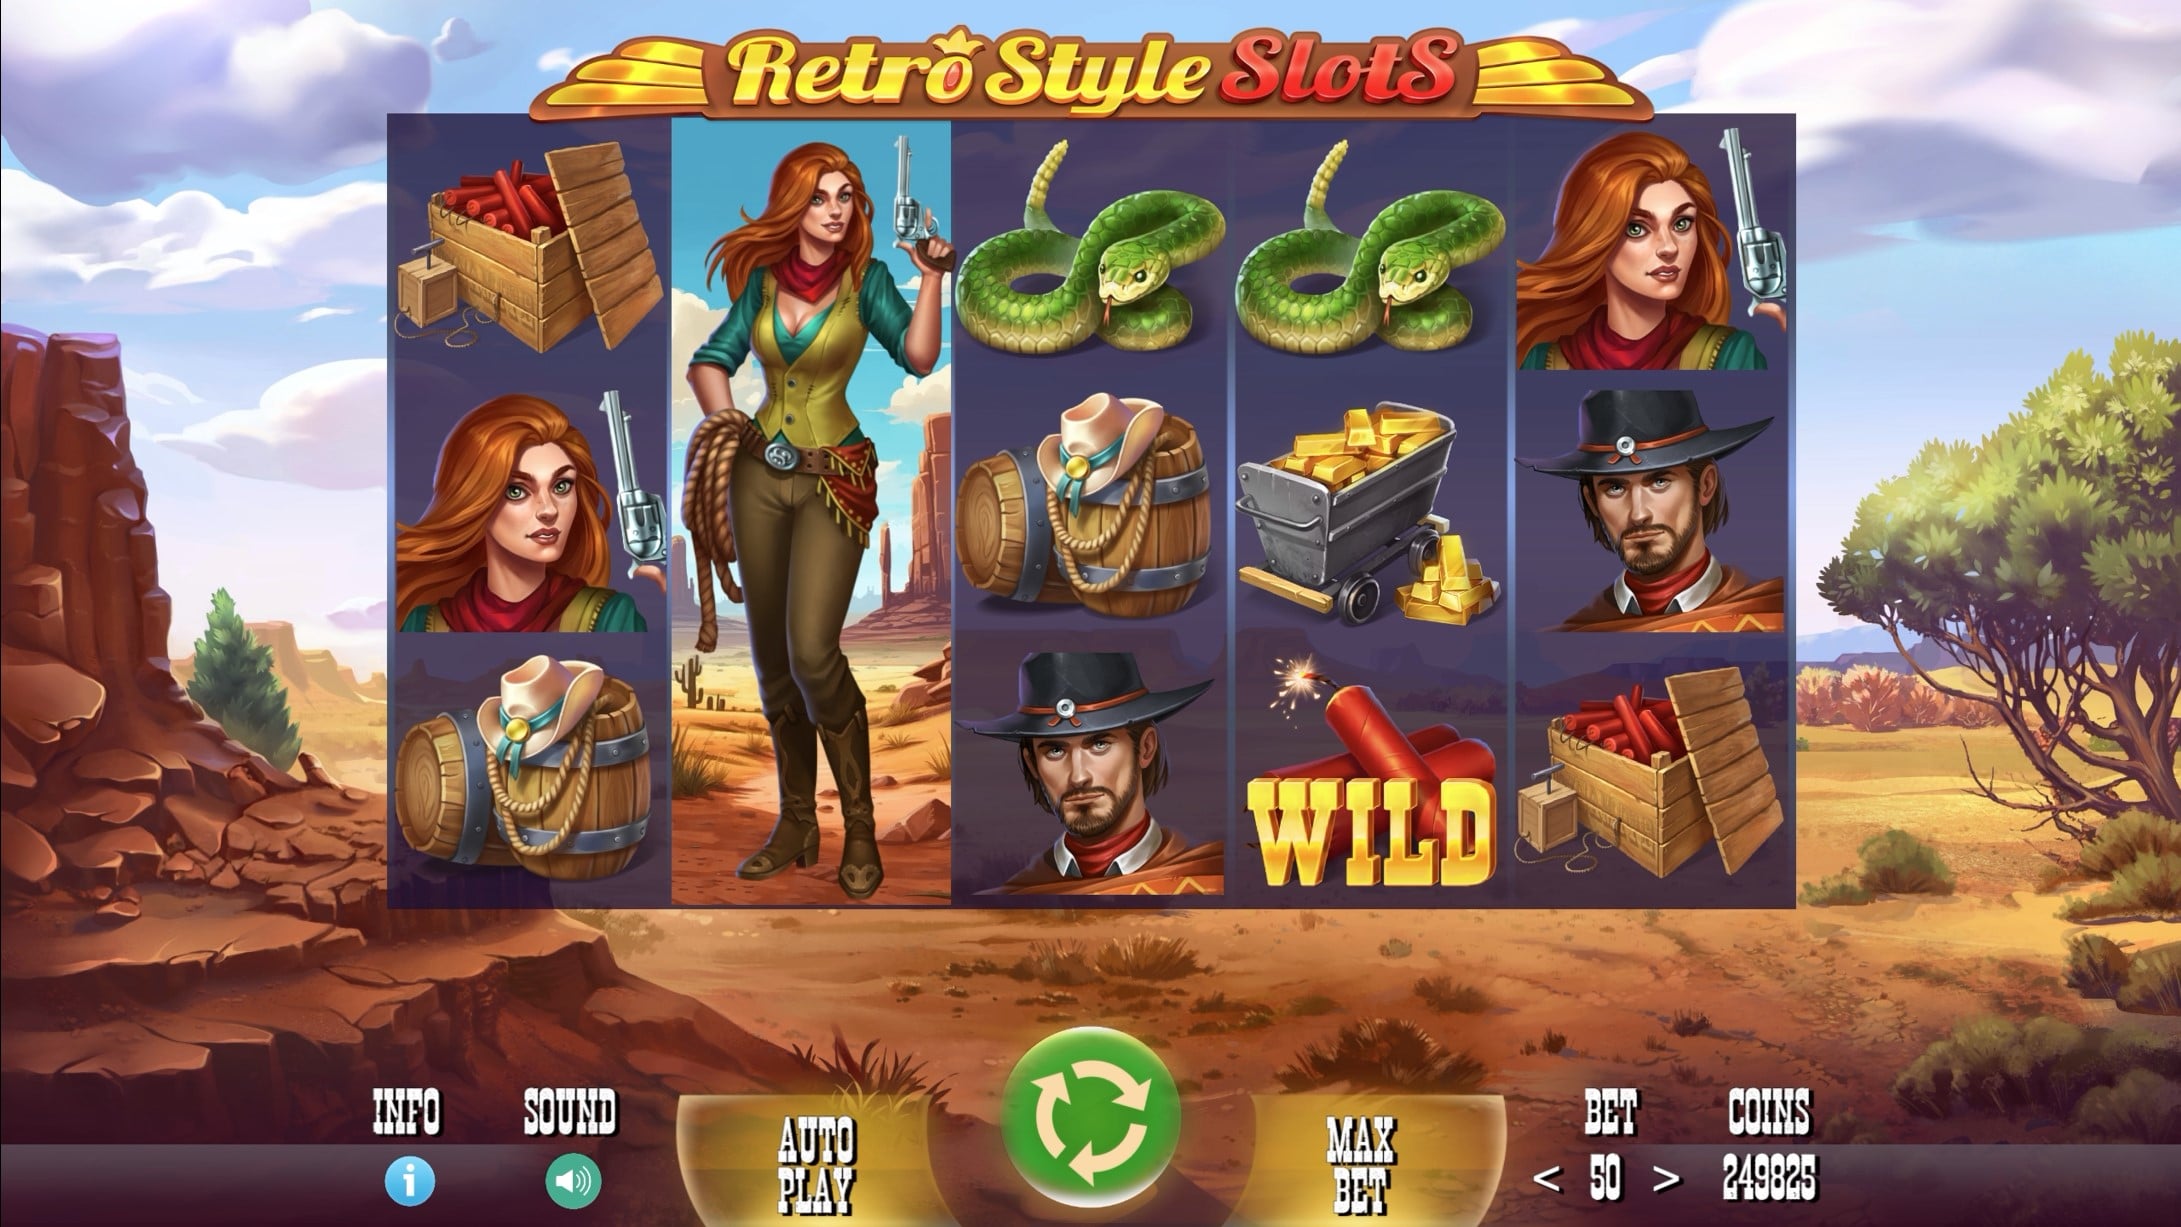 Retro Style Slots
WILD
INFO
SOUND
AUTO
PLAY
MAX
BET
BET
COINS
< 50 >
249825